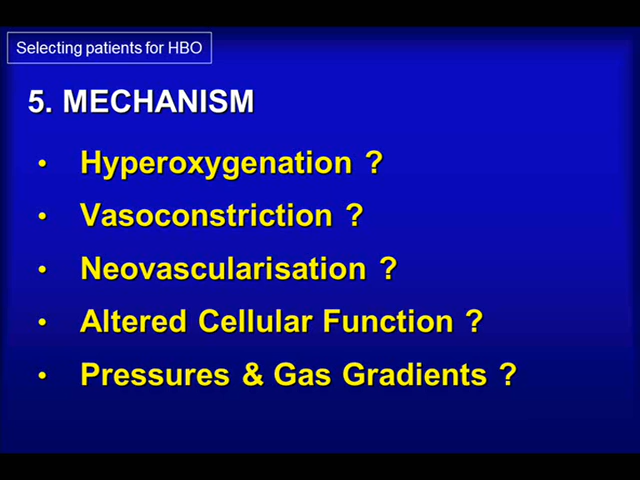 Selecting patients for HBO
5. MECHANISM
• Hyperoxygenation ?
• Vasoconstriction ?
• Neovascularisation ?
• Altered Cellular Function ?
• Pressures & Gas Gradients ?